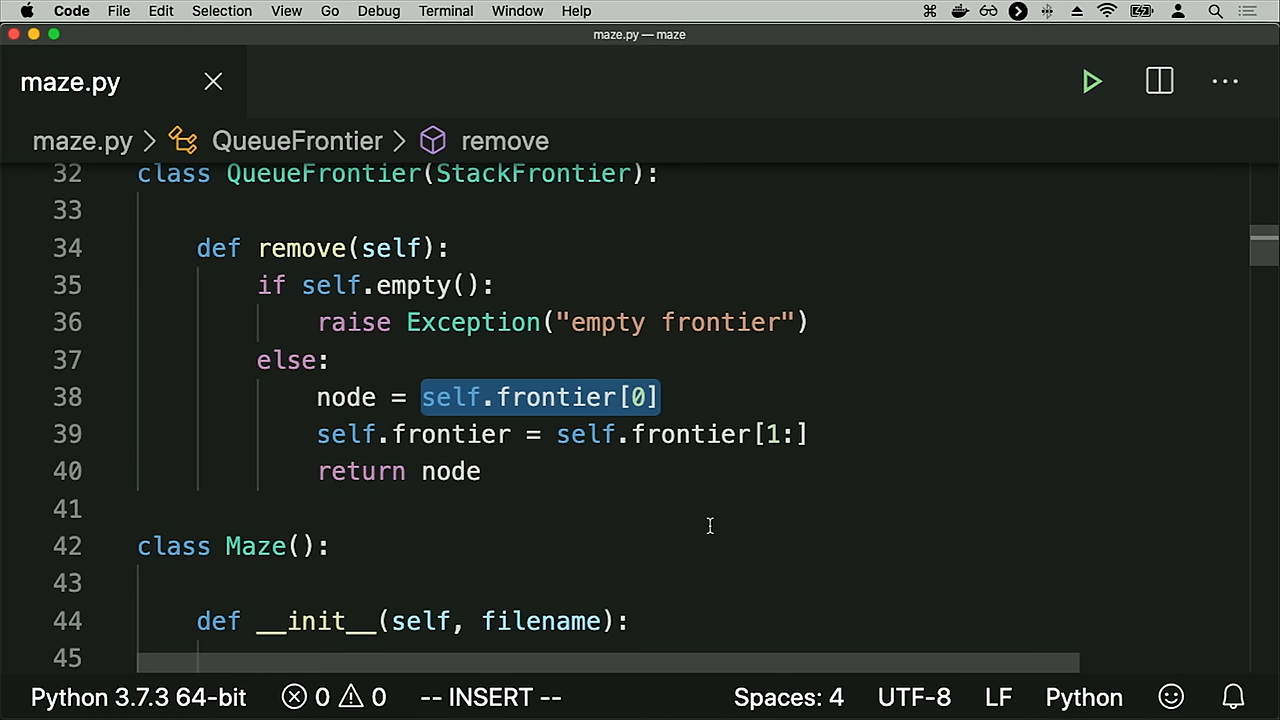 Code File Edit Selection View Go Debug Terminal Window Help
maze.py — maze
maze.py
maze.py > QueueFrontier > remove
32 class QueueFrontier(StackFrontier):
33
34 def remove(self):
35 if self.empty():
36 raise Exception("empty frontier")
37 else:
38 node = self.frontier[0]
39 self.frontier = self.frontier[1:]
40 return node
41
42 class Maze():
43
44 def __init__(self, filename):
45
Python 3.7.3 64-bit 0 0 -- INSERT -- Spaces: 4 UTF-8 LF Python